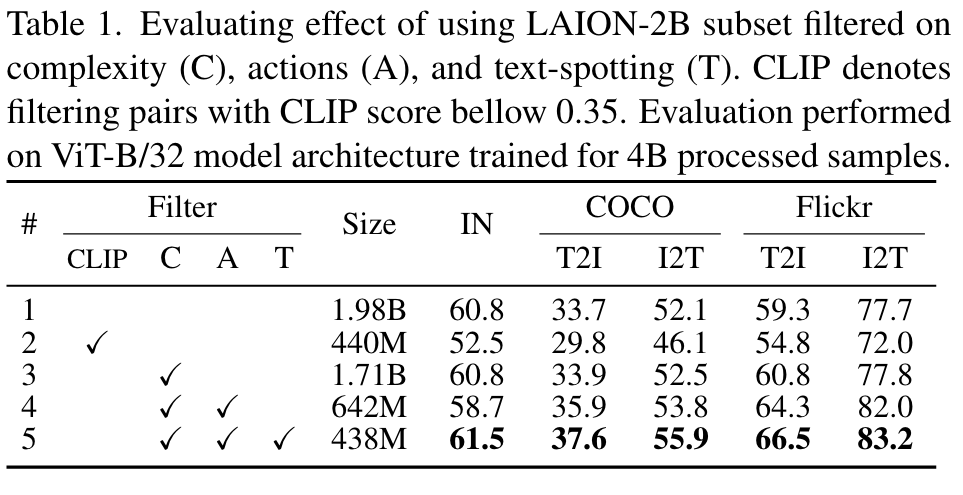 Table 1. Evaluating effect of using LAION-2B subset filtered on
complexity (C), actions (A), and text-spotting (T). CLIP denotes
filtering pairs with CLIP score bellow 0.35. Evaluation performed
on ViT-B/32 model architecture trained for 4B processed samples.
# Filter Size IN COCO Flickr
CLIP C A T T2I I2T T2I I2T
1 1.98B 60.8 33.7 52.1 59.3 77.7
2 ✓ 440M 52.5 29.8 46.1 54.8 72.0
3 ✓ 1.71B 60.8 33.9 52.5 60.8 77.8
4 ✓ ✓ 642M 58.7 35.9 53.8 64.3 82.0
5 ✓ ✓ ✓ 438M 61.5 37.6 55.9 66.5 83.2